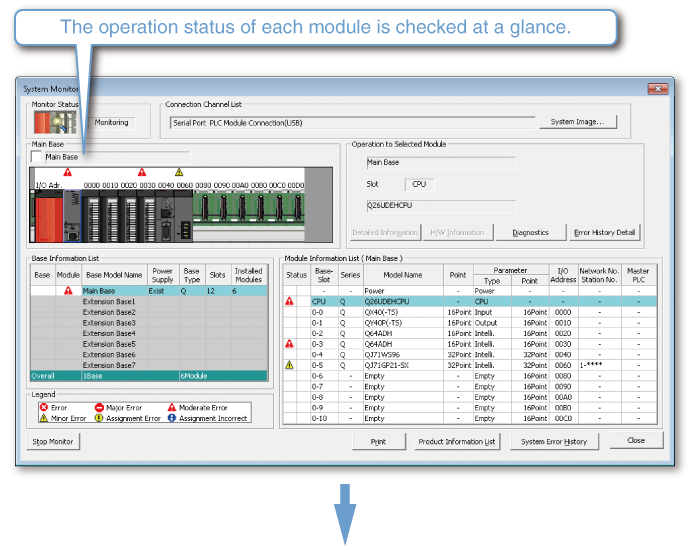 The operation status of each module is checked at a glance.
System Monitor
Monitor Status
Monitoring
Connection Channel List
Serial Port PLC Module Connection(USB)
System Image...
Main Base
Main Base
I/O Adr. 0000 0010 0020 0030 0040 0060 0080 0090 00A0 00B0 00C0 00D0
Operation to Selected Module
Main Base
Slot CPU
Q26UDEHCPU
Detailed Information H/W Information Diagnostics Error History Detail
Base Information List
Base Module Base Model Name Power Supply Base Type Slots Installed Modules
Main Base Exist Q 12 6
Extension Base1
Extension Base2
Extension Base3
Extension Base4
Extension Base5
Extension Base6
Extension Base7
Overall 1Base 6Module
Legend
Error Major Error Moderate Error
Minor Error Assignment Error Assignment Incorrect
Module Information List ( Main Base )
Status Base-Slot Series Model Name Point Parameter Type Point I/O Address Network No. Station No. Master PLC
- - Power - Power - - - -
CPU Q Q26UDEHCPU - CPU - - - -
0-0 Q QX40(-TS) 16Point Input 16Point 0000 - -
0-1 Q QY40P(-TS) 16Point Output 16Point 0010 - -
0-2 Q Q64ADH 16Point Intelli. 16Point 0020 - -
0-3 Q Q64ADH 16Point Intelli. 16Point 0030 - -
0-4 Q QJ71WS96 32Point Intelli. 32Point 0040 - -
0-5 Q QJ71GP21-SX 32Point Intelli. 32Point 0060 1-**** -
0-6 - Empty - Empty 16Point 0080 - -
0-7 - Empty - Empty 16Point 0090 - -
0-8 - Empty - Empty 16Point 00A0 - -
0-9 - Empty - Empty 16Point 00B0 - -
0-10 - Empty - Empty 16Point 00C0 - -
Stop Monitor Print Product Information List System Error History Close